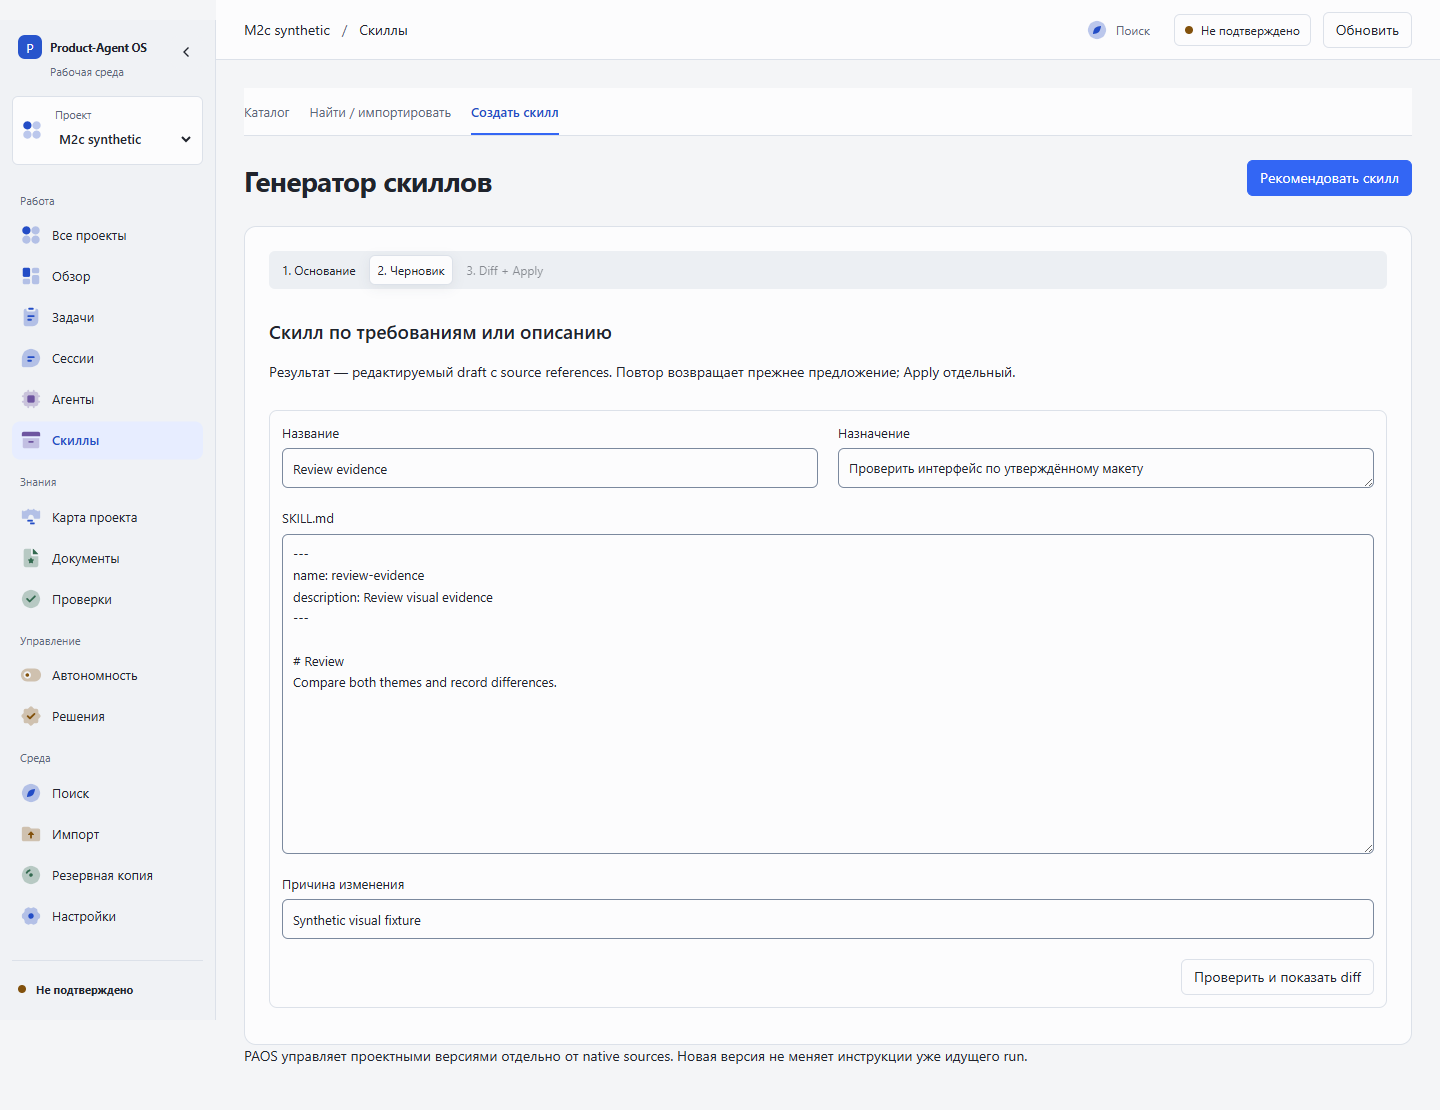 P
Product-Agent OS
Рабочая среда
Проект
M2c synthetic
Работа
Все проекты
Обзор
Задачи
Сессии
Агенты
Скиллы
Знания
Карта проекта
Документы
Проверки
Управление
Автономность
Решения
Среда
Поиск
Импорт
Резервная копия
Настройки
Не подтверждено
M2c synthetic / Скиллы
Поиск
Не подтверждено
Обновить
Каталог
Найти / импортировать
Создать скилл
Генератор скиллов
Рекомендовать скилл
1. Основание
2. Черновик
3. Diff + Apply
Скилл по требованиям или описанию
Результат — редактируемый draft с source references. Повтор возвращает прежнее предложение; Apply отдельный.
Название
Review evidence
Назначение
Проверить интерфейс по утверждённому макету
SKILL.md
---
name: review-evidence
description: Review visual evidence
---
# Review
Compare both themes and record differences.
Причина изменения
Synthetic visual fixture
Проверить и показать diff
PAOS управляет проектными версиями отдельно от native sources. Новая версия не меняет инструкции уже идущего run.